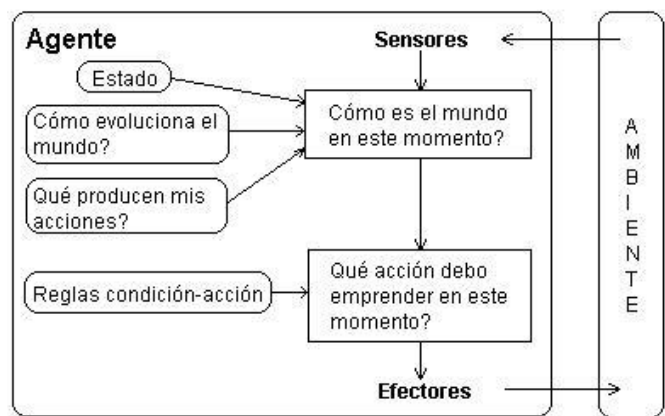 Agente
Sensores
Estado
Cómo evoluciona el
mundo?
Qué producen mis
acciones?
Cómo es el mundo
en este momento?
Reglas condición-acción
Qué acción debo
emprender en este
momento?
Efectores
AMBIENTE